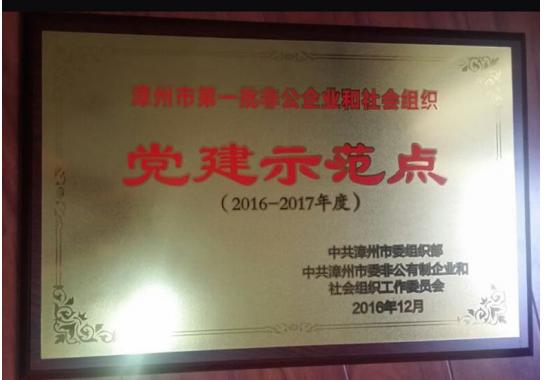 漳州市第一批非公企业和社会组织
党建示范点
(2016-2017年度)
中共漳州市委组织部
中共漳州市委非公有制企业和
社会组织工作委员会
2016年12月